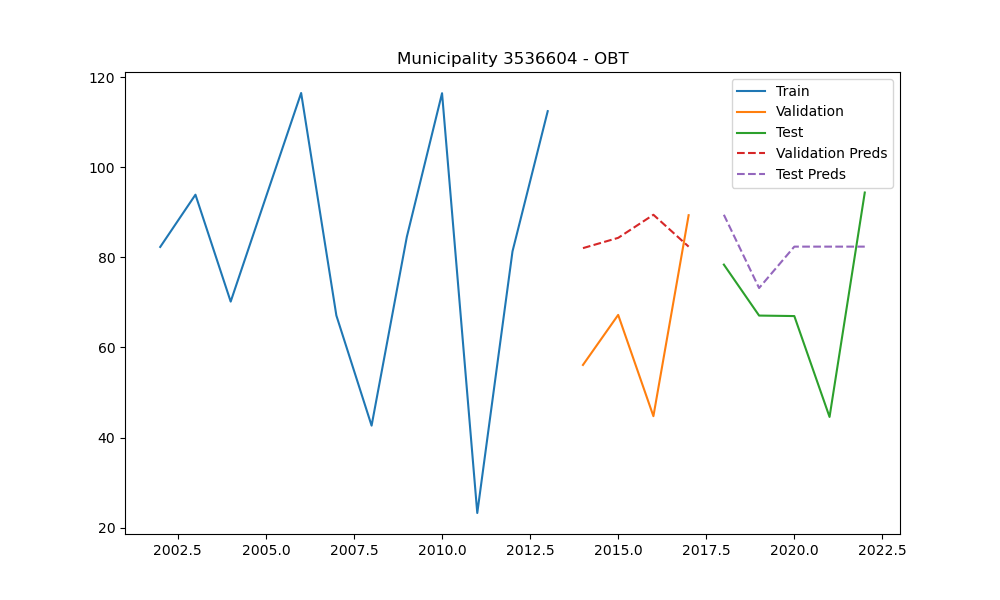 Municipality 3536604 - OBT
120
100
80
60
40
20
2002.5 2005.0 2007.5 2010.0 2012.5 2015.0 2017.5 2020.0 2022.5
Train
Validation
Test
Validation Preds
Test Preds